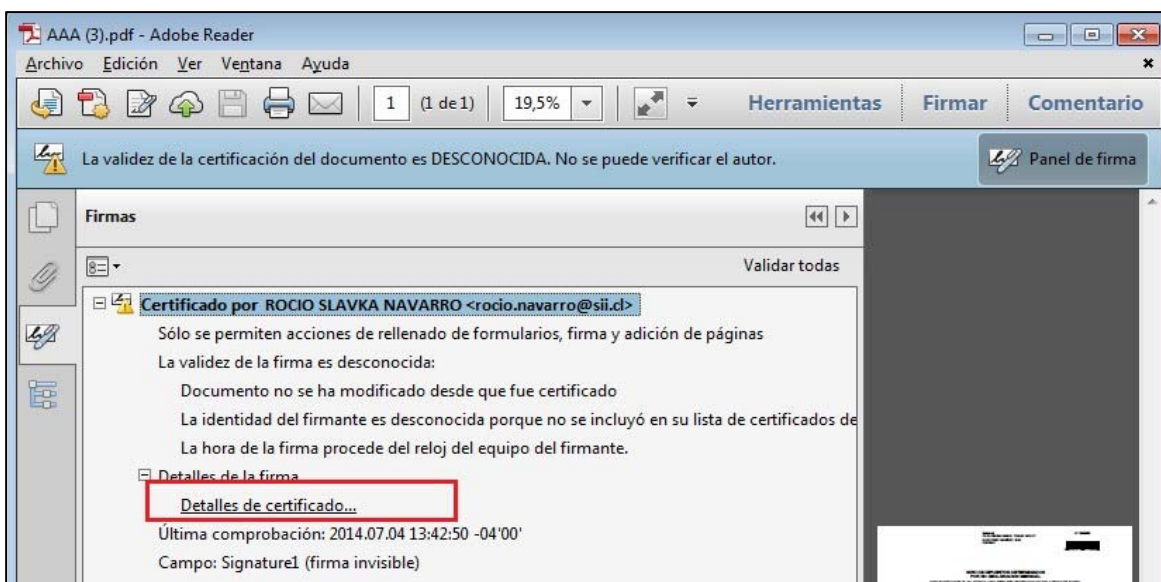 AAA (3).pdf - Adobe Reader
Archivo Edición Ver Ventana Ayuda
1 (1 de 1) 19,5% Herramientas Firmar Comentario
La validez de la certificación del documento es DESCONOCIDA. No se puede verificar el autor. Panel de firma
Firmas
Validar todas
Certificado por ROCIO SLAVKA NAVARRO <rocio.navarro@sii.cl>
Sólo se permiten acciones de rellenado de formularios, firma y adición de páginas
La validez de la firma es desconocida:
Documento no se ha modificado desde que fue certificado
La identidad del firmante es desconocida porque no se incluyó en su lista de certificados de
La hora de la firma procede del reloj del equipo del firmante.
Detalles de la firma
Detalles de certificado...
Última comprobación: 2014.07.04 13:42:50 -04'00'
Campo: Signature1 (firma invisible)